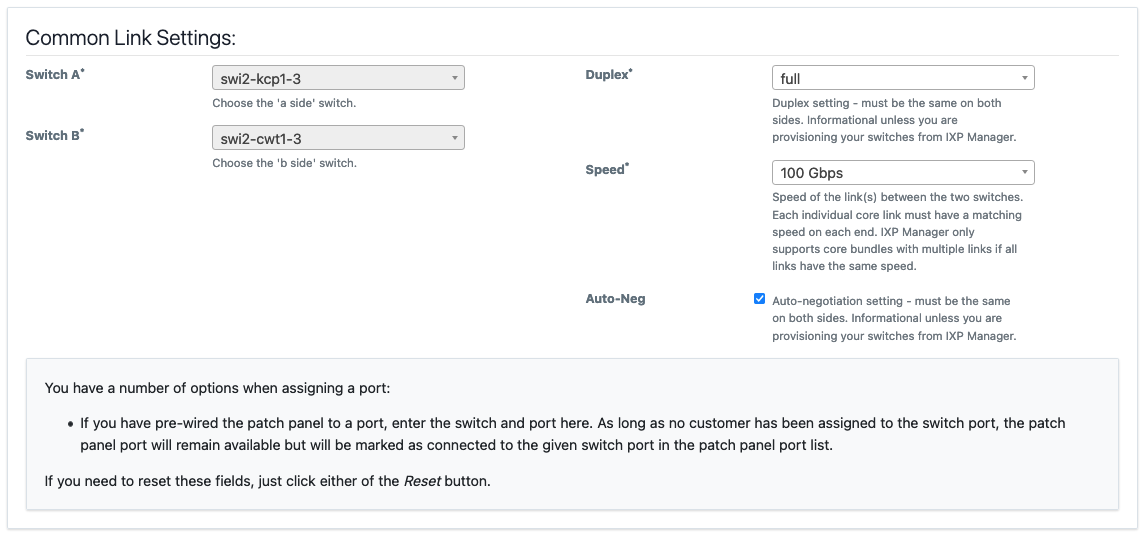 Common Link Settings:
Switch A*
swi2-kcp1-3
Choose the 'a side' switch.
Switch B*
swi2-cwt1-3
Choose the 'b side' switch.
Duplex*
full
Duplex setting - must be the same on both
sides. Informational unless you are
provisioning your switches from IXP Manager.
Speed*
100 Gbps
Speed of the link(s) between the two switches.
Each individual core link must have a matching
speed on each end. IXP Manager only
supports core bundles with multiple links if all
links have the same speed.
Auto-Neg
Auto-negotiation setting - must be the same
on both sides. Informational unless you are
provisioning your switches from IXP Manager.
You have a number of options when assigning a port:
• If you have pre-wired the patch panel to a port, enter the switch and port here. As long as no customer has been assigned to the switch port, the patch
panel port will remain available but will be marked as connected to the given switch port in the patch panel port list.
If you need to reset these fields, just click either of the Reset button.